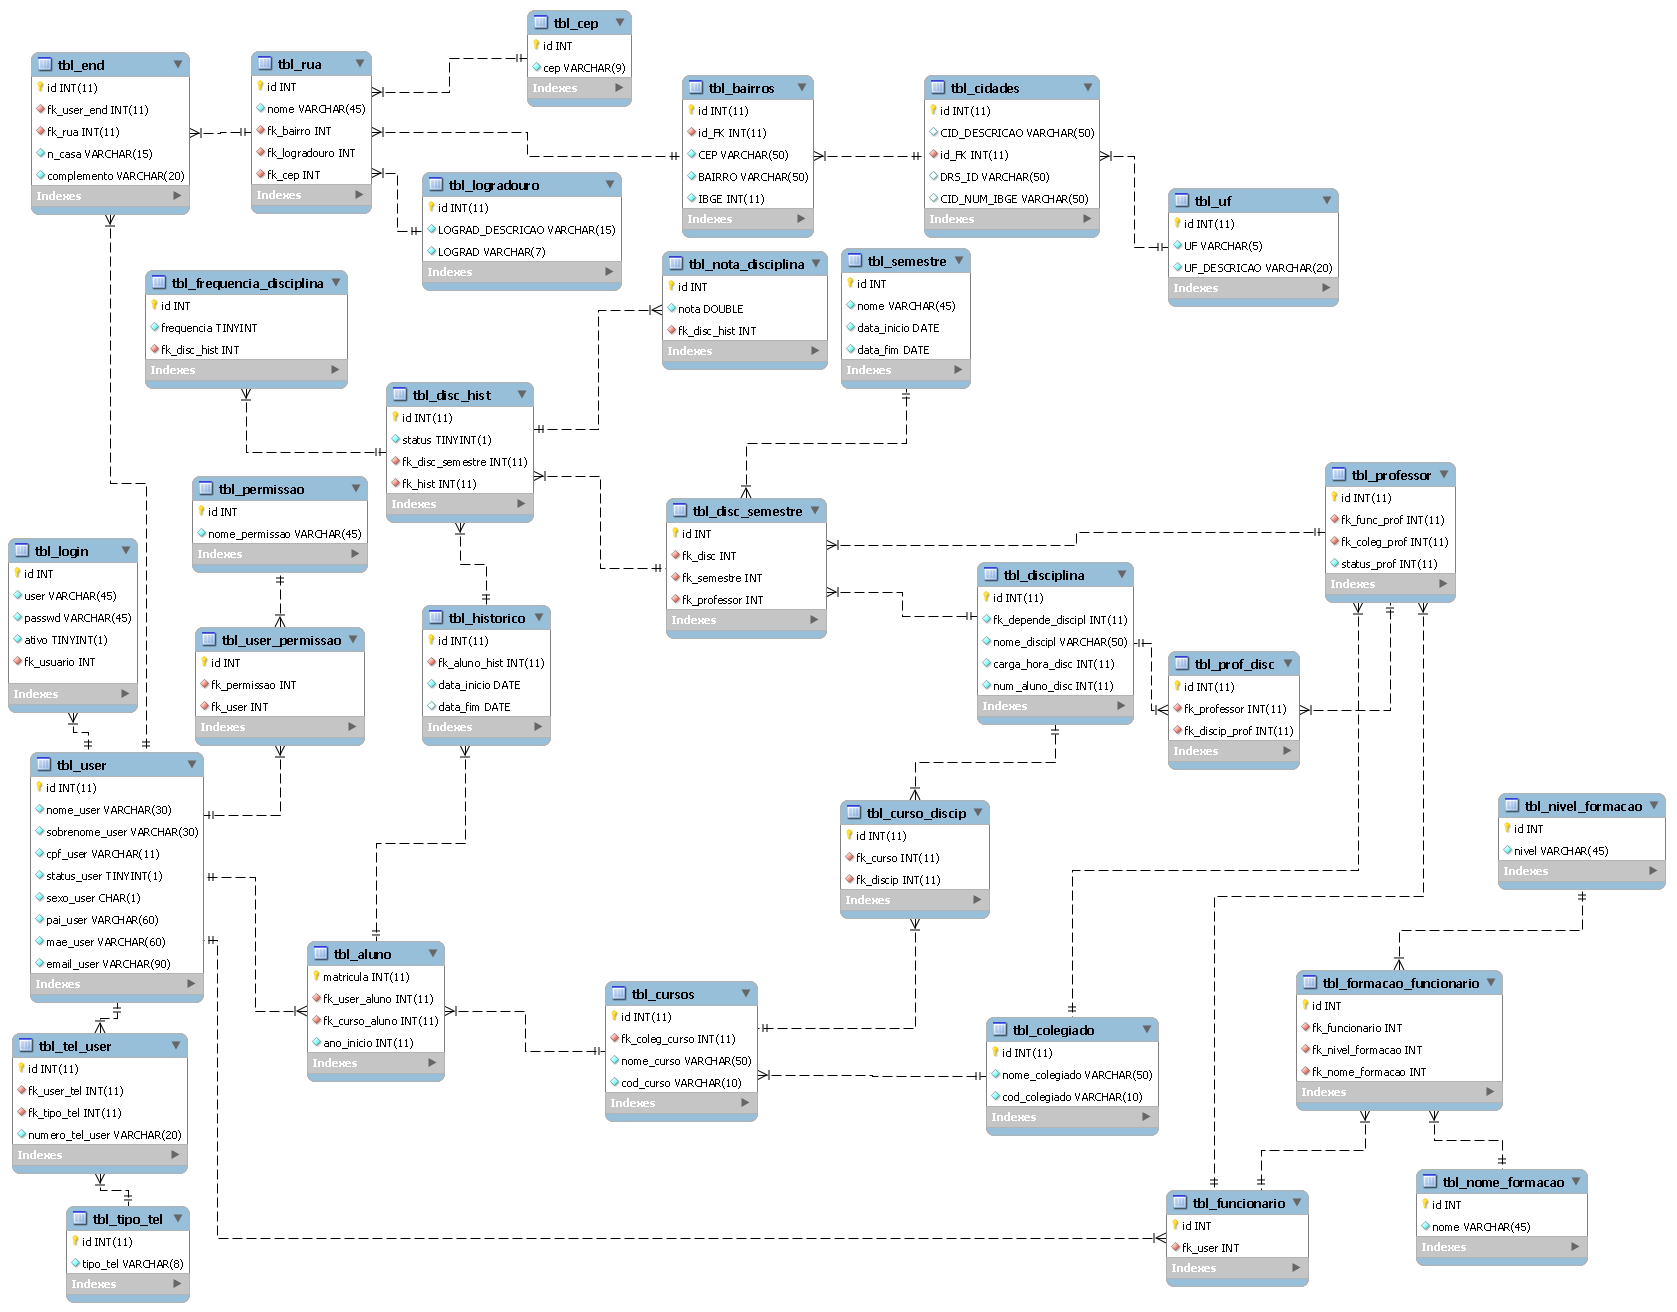 tbl_cep
id INT
cep VARCHAR(9)
Indexes
tbl_end
id INT(11)
fk_user_end INT(11)
fk_rua INT(11)
n_casa VARCHAR(15)
complemento VARCHAR(20)
Indexes
tbl_rua
id INT
nome VARCHAR(45)
fk_bairro INT
fk_logradouro INT
fk_cep INT
Indexes
tbl_bairros
id INT(11)
id_FK INT(11)
CEP VARCHAR(50)
BAIRRO VARCHAR(50)
IBGE INT(11)
Indexes
tbl_cidades
id INT(11)
CID_DESCRICAO VARCHAR(50)
id_FK INT(11)
DRS_ID VARCHAR(50)
CID_NUM_IBGE VARCHAR(50)
Indexes
tbl_logradouro
id INT(11)
LOGRAD_DESCRICAO VARCHAR(15)
LOGRAD VARCHAR(7)
Indexes
tbl_uf
id INT(11)
UF VARCHAR(5)
UF_DESCRICAO VARCHAR(20)
Indexes
tbl_frequencia_disciplina
id INT
frequencia TINYINT
fk_disc_hist INT
Indexes
tbl_nota_disciplina
id INT
nota DOUBLE
fk_disc_hist INT
Indexes
tbl_semestre
id INT
nome VARCHAR(45)
data_inicio DATE
data_fim DATE
Indexes
tbl_disc_hist
id INT(11)
status TINYINT(1)
fk_disc_semestre INT(11)
fk_hist INT(11)
Indexes
tbl_permissao
id INT
nome_permissao VARCHAR(45)
Indexes
tbl_disc_semestre
id INT
fk_disc INT
fk_semestre INT
fk_professor INT
Indexes
tbl_professor
id INT(11)
fk_func_prof INT(11)
fk_coleg_prof INT(11)
status_prof INT(11)
Indexes
tbl_login
id INT
user VARCHAR(45)
passwd VARCHAR(45)
ativo TINYINT(1)
fk_usuario INT
Indexes
tbl_user_permissao
id INT
fk_permissao INT
fk_user INT
Indexes
tbl_historico
id INT(11)
fk_aluno_hist INT(11)
data_inicio DATE
data_fim DATE
Indexes
tbl_disciplina
id INT(11)
fk_depende_discipl INT(11)
nome_discipl VARCHAR(50)
carga_hora_disc INT(11)
num_aluno_disc INT(11)
Indexes
tbl_prof_disc
id INT(11)
fk_professor INT(11)
fk_discip_prof INT(11)
Indexes
tbl_user
id INT(11)
nome_user VARCHAR(30)
sobrenome_user VARCHAR(30)
cpf_user VARCHAR(11)
status_user TINYINT(1)
sexo_user CHAR(1)
pai_user VARCHAR(60)
mae_user VARCHAR(60)
email_user VARCHAR(90)
Indexes
tbl_curso_discip
id INT(11)
fk_curso INT(11)
fk_discip INT(11)
Indexes
tbl_nivel_formacao
id INT
nivel VARCHAR(45)
Indexes
tbl_aluno
matricula INT(11)
fk_user_aluno INT(11)
fk_curso_aluno INT(11)
ano_inicio INT(11)
Indexes
tbl_cursos
id INT(11)
fk_coleg_curso INT(11)
nome_curso VARCHAR(50)
cod_curso VARCHAR(10)
Indexes
tbl_colegiado
id INT(11)
nome_colegiado VARCHAR(50)
cod_colegiado VARCHAR(10)
Indexes
tbl_formacao_funcionario
id INT
fk_funcionario INT
fk_nivel_formacao INT
fk_nome_formacao INT
Indexes
tbl_tel_user
id INT(11)
fk_user_tel INT(11)
fk_tipo_tel INT(11)
numero_tel_user VARCHAR(20)
Indexes
tbl_tipo_tel
id INT(11)
tipo_tel VARCHAR(8)
Indexes
tbl_funcionario
id INT
fk_user INT
Indexes
tbl_nome_formacao
id INT
nome VARCHAR(45)
Indexes